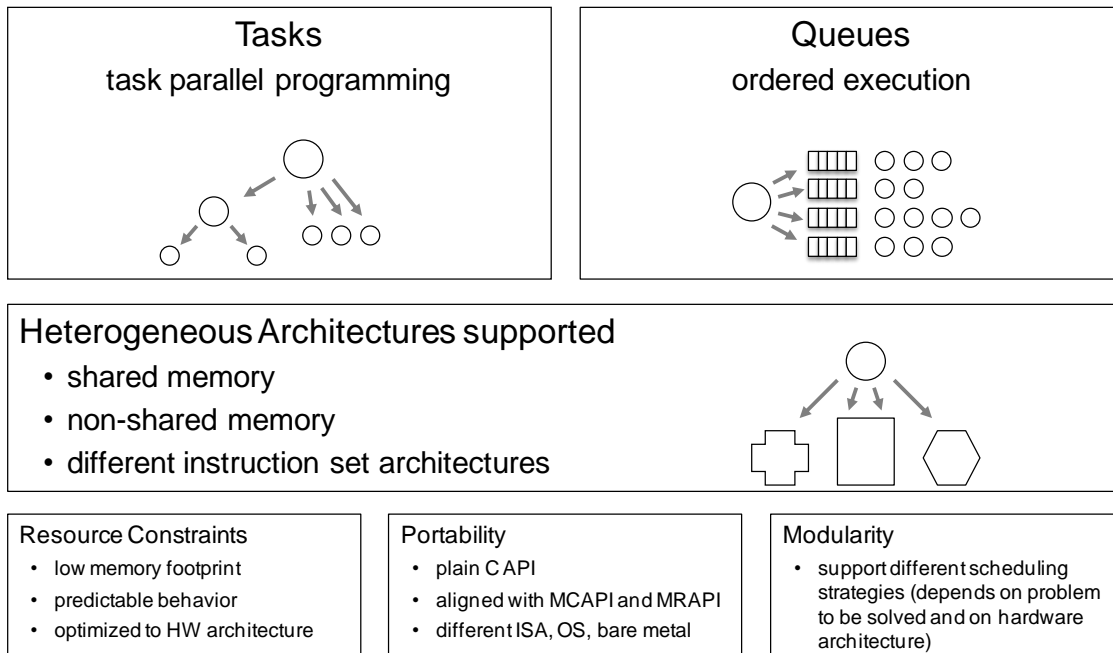 Tasks
task parallel programming
Queues
ordered execution
Heterogeneous Architectures supported
• shared memory
• non-shared memory
• different instruction set architectures
Resource Constraints
• low memory footprint
• predictable behavior
• optimized to HW architecture
Portability
• plain C API
• aligned with MCAPI and MRAPI
• different ISA, OS, bare metal
Modularity
• support different scheduling
strategies (depends on problem
to be solved and on hardware
architecture)